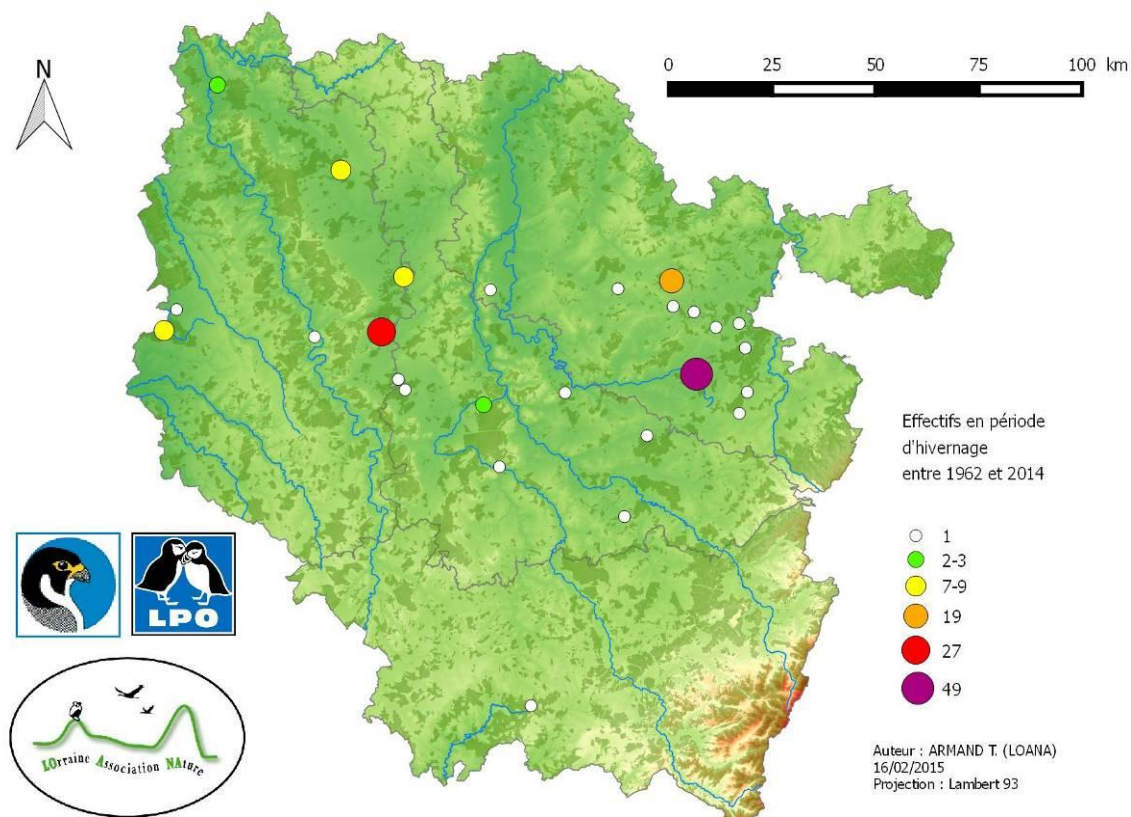 N
0 25 50 75 100 km
Effectifs en période
d'hivernage
entre 1962 et 2014
1
2-3
7-9
19
27
49
LPO
LOrraine Association NAture
Auteur : ARMAND T. (LOANA)
16/02/2015
Projection : Lambert 93